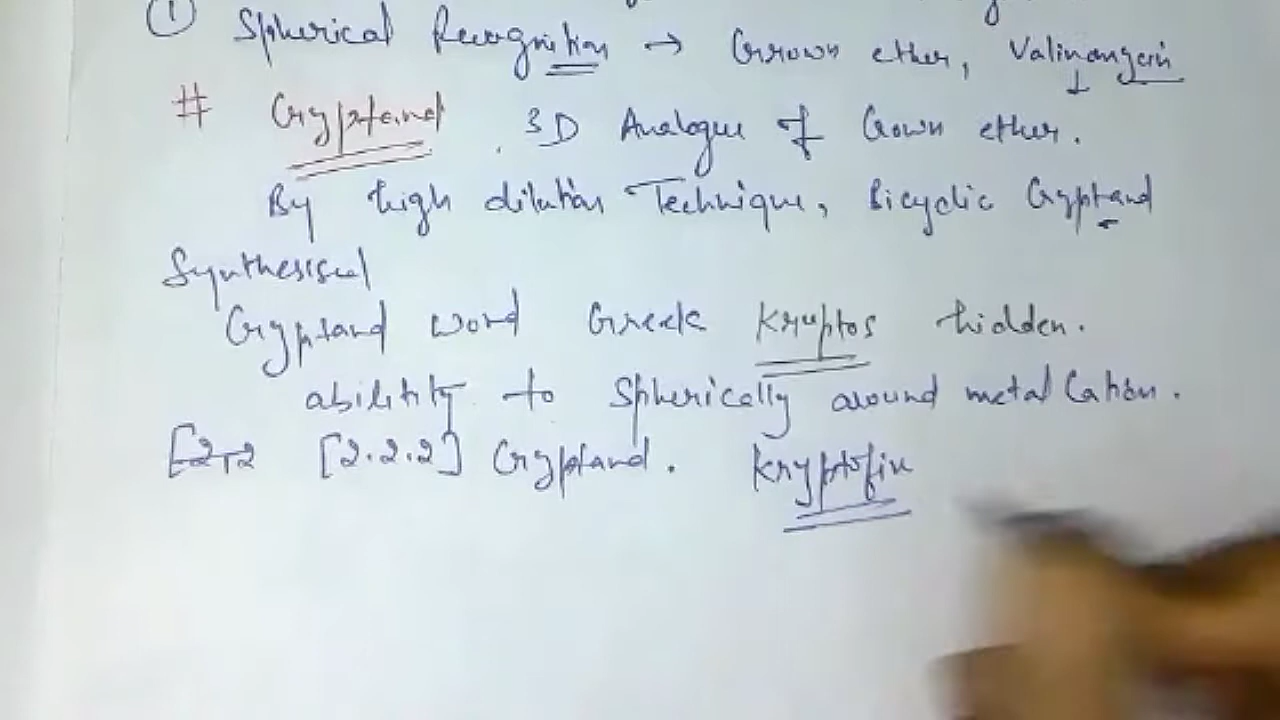 ① Spherical Recognition → Crown ether, Valinomycin
# Cryptand. 3D Analogue of Crown ether.
By high dilution Technique, Bicyclic Cryptand
Synthesised
Cryptand word Greek Kruptos hidden.
ability to Spherically around metal Cation.
[2.2.2] Cryptand. Kryptofix